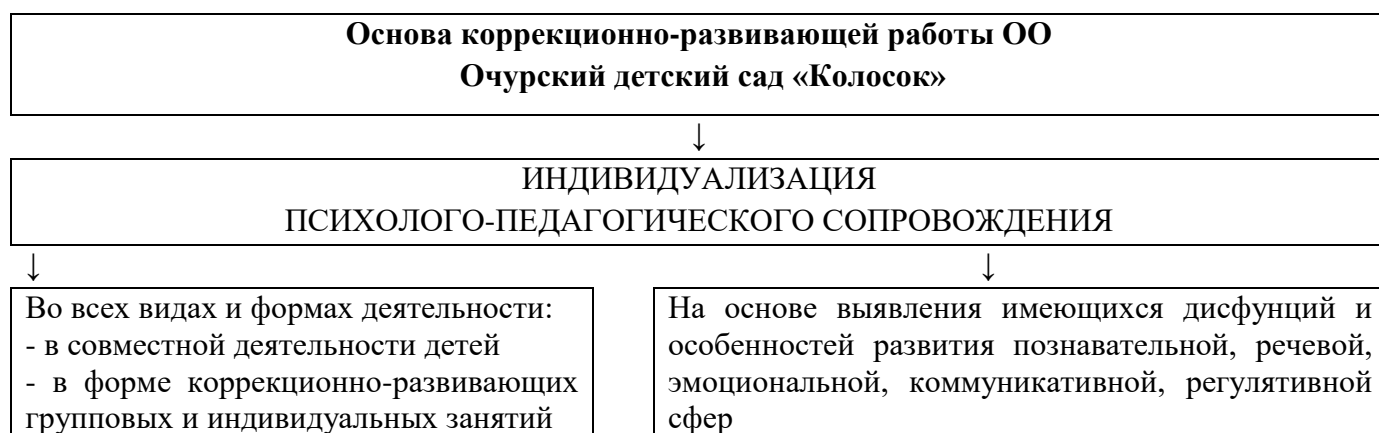 Основа коррекционно-развивающей работы ОО
Очурский детский сад «Колосок»
↓
ИНДИВИДУАЛИЗАЦИЯ
ПСИХОЛОГО-ПЕДАГОГИЧЕСКОГО СОПРОВОЖДЕНИЯ
↓
Во всех видах и формах деятельности:
- в совместной деятельности детей
- в форме коррекционно-развивающих
групповых и индивидуальных занятий
↓
На основе выявления имеющихся дисфунций и
особенностей развития познавательной, речевой,
эмоциональной, коммуникативной, регулятивной
сфер